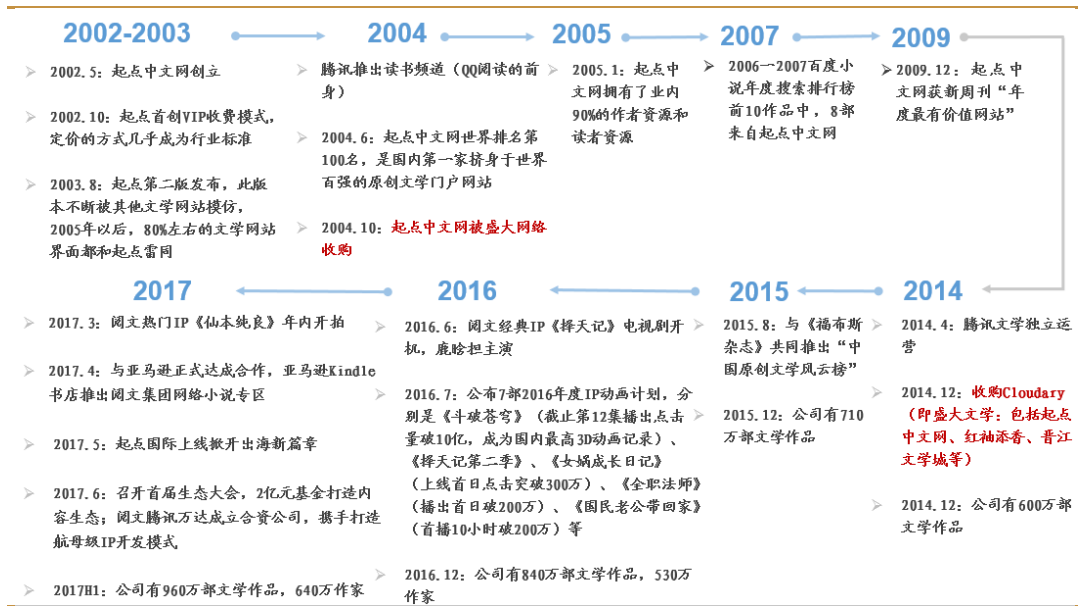 2002-2003
2002.5：起点中文网创立
2002.10：起点首创VIP收费模式，
定价的方式几乎成为行业标准
2003.8：起点第二版发布，此版
本不断被其他文学网站模仿，
2005年以后，80%左右的文学网站
界面都和起点雷同
2004
腾讯推出读书频道（QQ阅读的前
身）
2004.6：起点中文网世界排名第
100名，是国内第一家挤身于世界
百强的原创文学门户网站
2004.10：起点中文网被盛大网络
收购
2005
2005.1：起点中
文网拥有了业内
90%的作者资源和
读者资源
2007
2006一2007百度小
说年度搜索排行榜
前10作品中，8部
来自起点中文网
2009
2009.12：起点中
文网获新周刊“年
度最有价值网站”
2014
2014.4：腾讯文学独立运
营
2014.12：收购Cloudary
（即盛大文学：包括起点
中文网、红袖添香、晋江
文学城等）
2014.12：公司有600万部
文学作品
2015
2015.8：与《福布斯
杂志》共同推出“中
国原创文学风云榜”
2015.12：公司有710
万部文学作品
2016
2016.6：阅文经典IP《择天记》电视剧开
机，鹿晗担主演
2016.7：公布7部2016年度IP动画计划，分
别是《斗破苍穹》（截止第12集播出点击
量破10亿，成为国内最高3D动画记录）、
《择天记第二季》、《女娲成长日记》
（上线首日点击突破300万）、《全职法师》
（播出首日破200万）、《国民老公带回家》
（首播10小时破200万）等
2016.12：公司有840万部文学作品，530万
作家
2017
2017.3：阅文热门IP《仙本纯良》年内开拍
2017.4：与亚马逊正式达成合作，亚马逊Kindle
书店推出阅文集团网络小说专区
2017.5：起点国际上线掀开出海新篇章
2017.6：召开首届生态大会，2亿元基金打造内
容生态；阅文腾讯万达成立合资公司，携手打造
航母级IP开发模式
2017H1：公司有960万部文学作品，640万作家